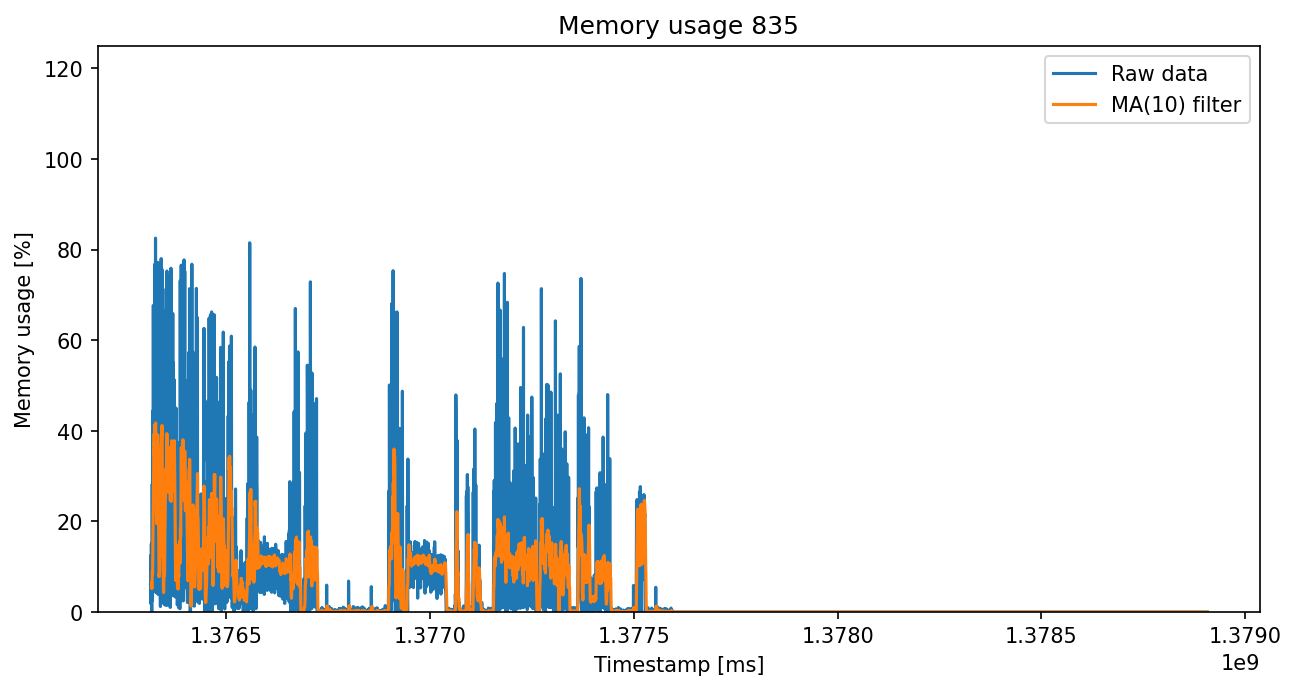 Memory usage 835
Raw data
MA(10) filter
Memory usage [%]
120
100
80
60
40
20
0
1.3765 1.3770 1.3775 1.3780 1.3785 1.3790
1e9
Timestamp [ms]